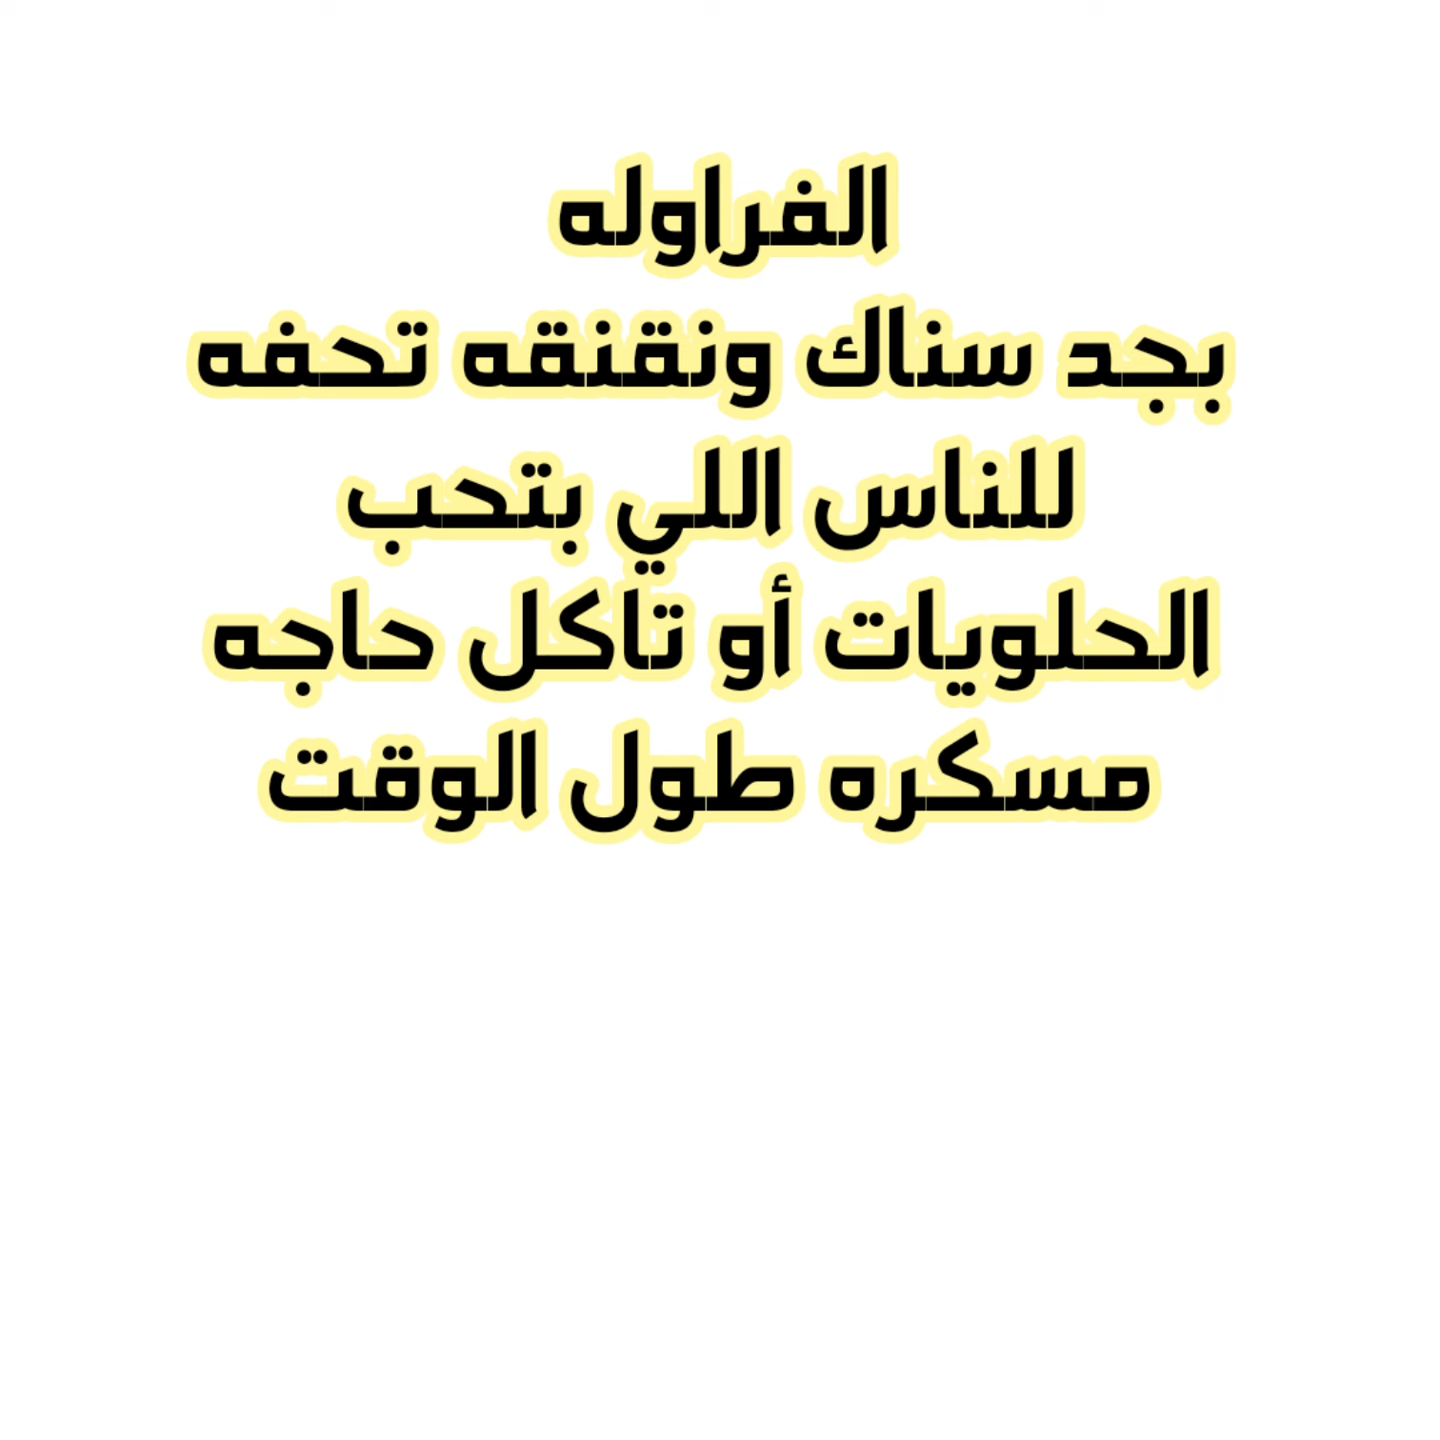 الفراوله
بجد سناك ونقنقه تحفه
للناس اللي بتحب
الحلويات أو تاكل حاجه
مسكره طول الوقت